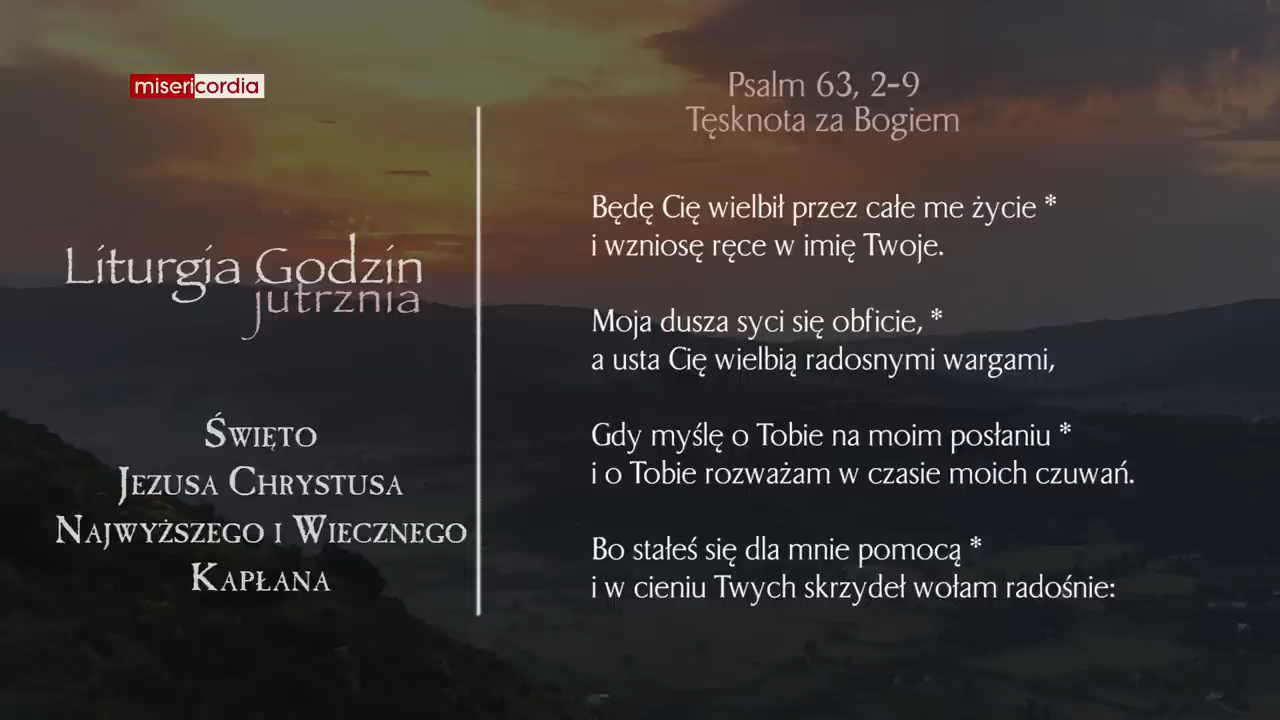 misericordia
Liturgia Godzin
jutrznia
Święto
Jezusa Chrystusa
Najwyższego i Wiecznego
Kapłana
Psalm 63, 2-9
Tęsknota za Bogiem
Będę Cię wielbił przez całe me życie *
i wzniosę ręce w imię Twoje.
Moja dusza syci się obficie, *
a usta Cię wielbią radosnymi wargami,
Gdy myślę o Tobie na moim posłaniu *
i o Tobie rozważam w czasie moich czuwań.
Bo stałeś się dla mnie pomocą *
i w cieniu Twych skrzydeł wołam radośnie: